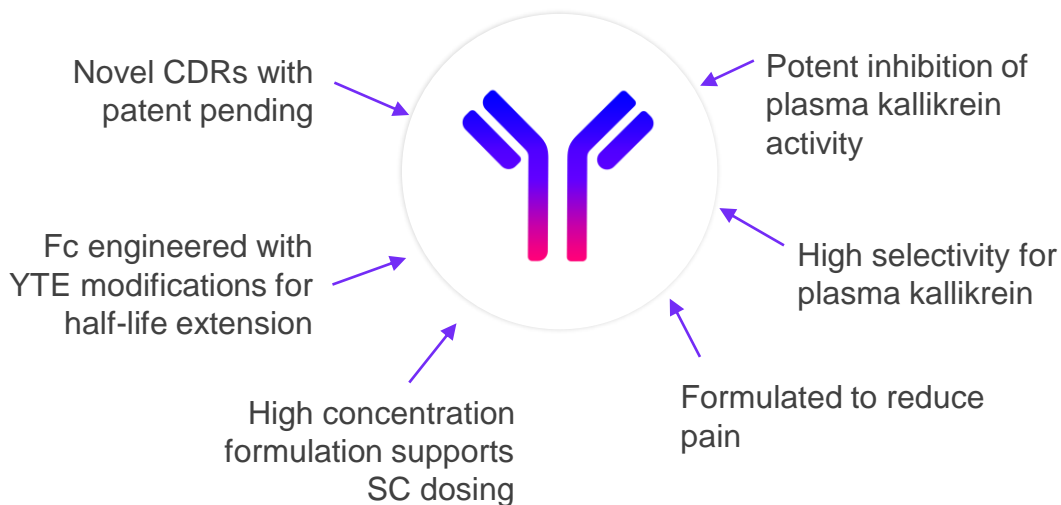 Novel CDRs with
patent pending
Fc engineered with
YTE modifications for
half-life extension
High concentration
formulation supports
SC dosing
Potent inhibition of
plasma kallikrein
activity
High selectivity for
plasma kallikrein
Formulated to reduce
pain